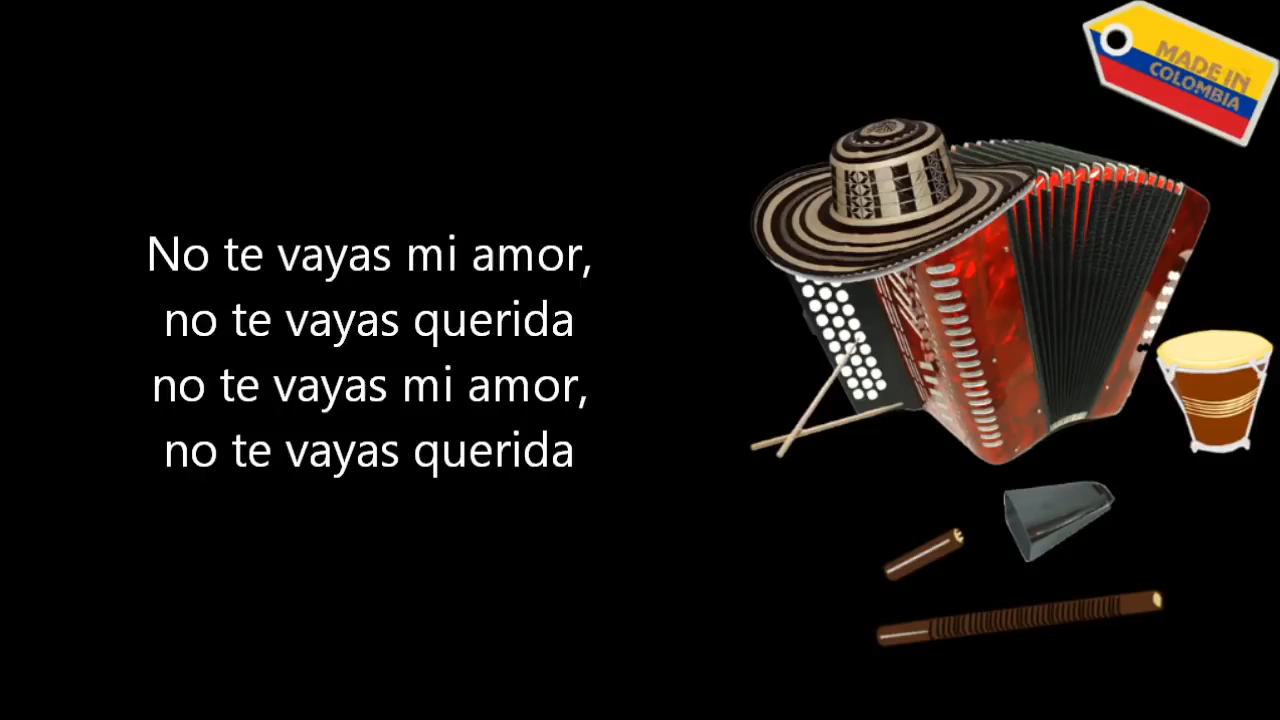 No te vayas mi amor,
no te vayas querida
no te vayas mi amor,
no te vayas querida
MADE IN
COLOMBIA